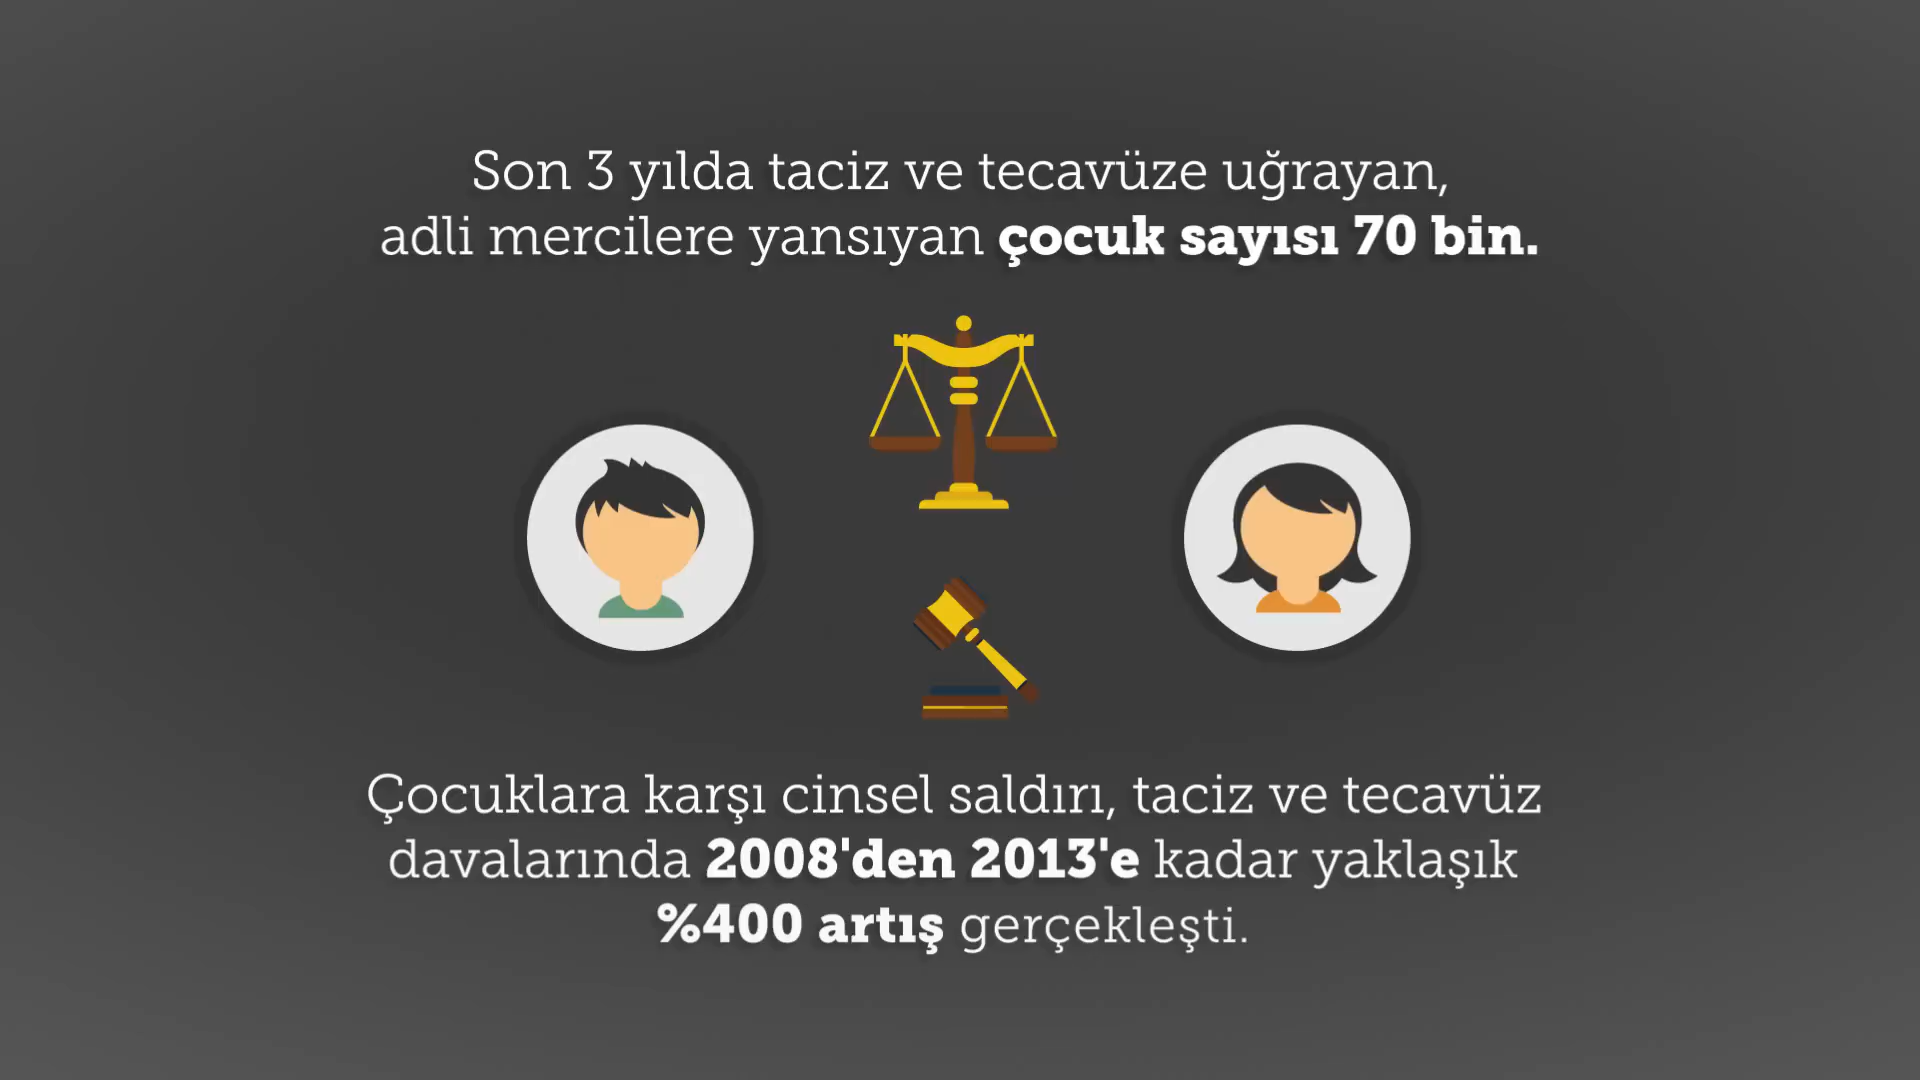 Son 3 yılda taciz ve tecavüze uğrayan,
adli mercilere yansıyan çocuk sayısı 70 bin.
Çocuklara karşı cinsel saldırı, taciz ve tecavüz
davalarında 2008'den 2013'e kadar yaklaşık
%400 artış gerçekleşti.